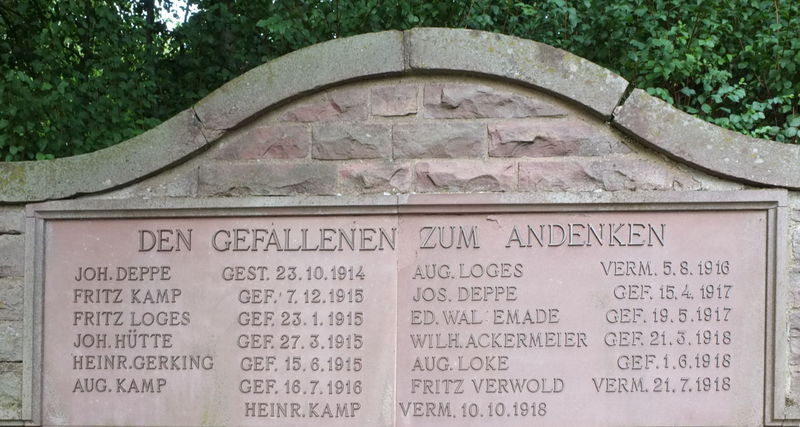 DEN GEFALLENEN ZUM ANDENKEN
JOH. DEPPE GEST. 23.10.1914
FRITZ KAMP GEF. 7.12.1915
FRITZ LOGES GEF. 23.1.1915
JOH. HÜTTE GEF. 27.3.1915
HEINR. GERKING GEF. 15.6.1915
AUG. KAMP GEF. 16.7.1916
AUG. LOGES VERM. 5.8.1916
JOS. DEPPE GEF. 15.4.1917
ED. WAL EMADE GEF. 19.5.1917
WILH. ACKERMEIER GEF. 21.3.1918
AUG. LOKE GEF. 1.6.1918
FRITZ VERWOLD VERM. 21.7.1918
HEINR. KAMP VERM. 10.10.1918